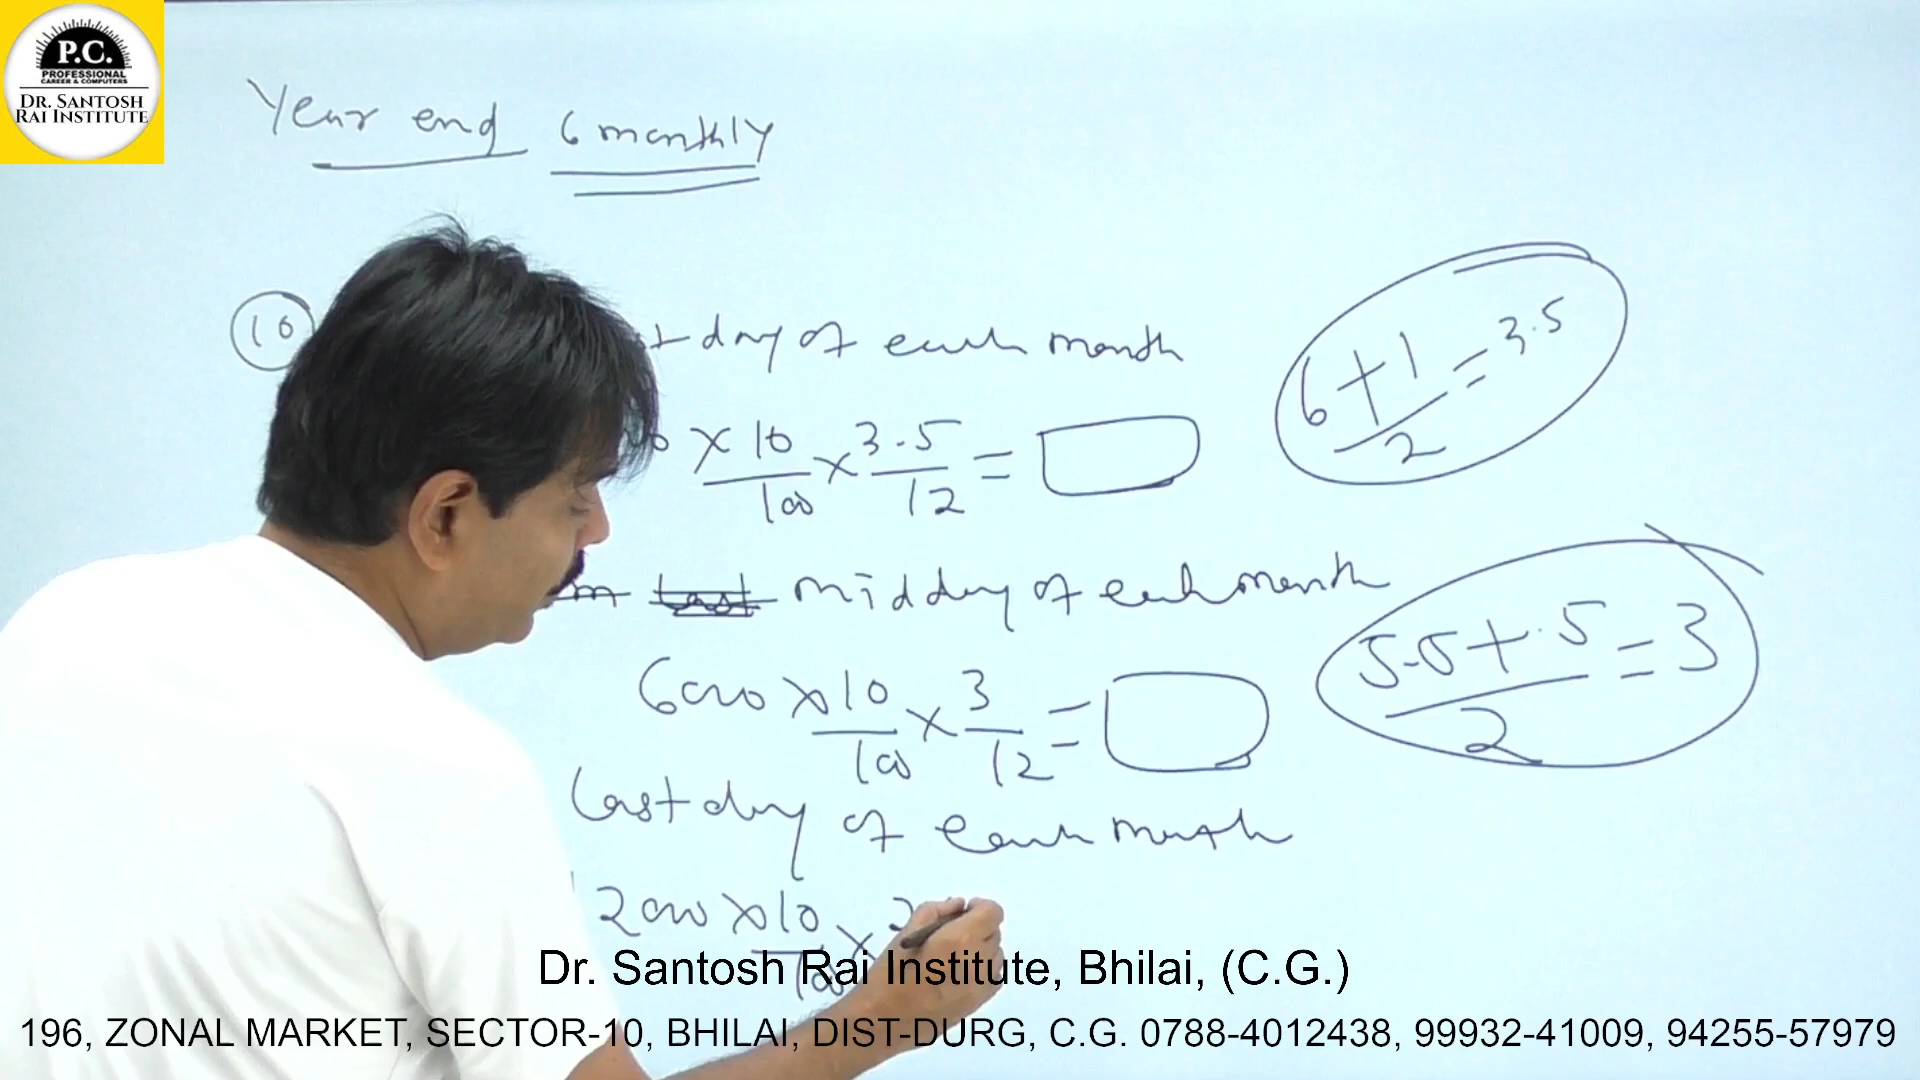 P.C.
PROFESSIONAL
CAREER & COMPUTERS
DR. SANTOSH
RAI INSTITUTE
Year end 6 monthly
10 day of each month
6+1/2 = 3.5
× 10/100 × 3.5/12 =
mid day of each month
5.5+.5/2 = 3
6000 × 10/100 × 3/12 =
Last day of each month
2000 × 10/100 ×
Dr. Santosh Rai Institute, Bhilai, (C.G.)
196, ZONAL MARKET, SECTOR-10, BHILAI, DIST-DURG, C.G. 0788-4012438, 99932-41009, 94255-57979